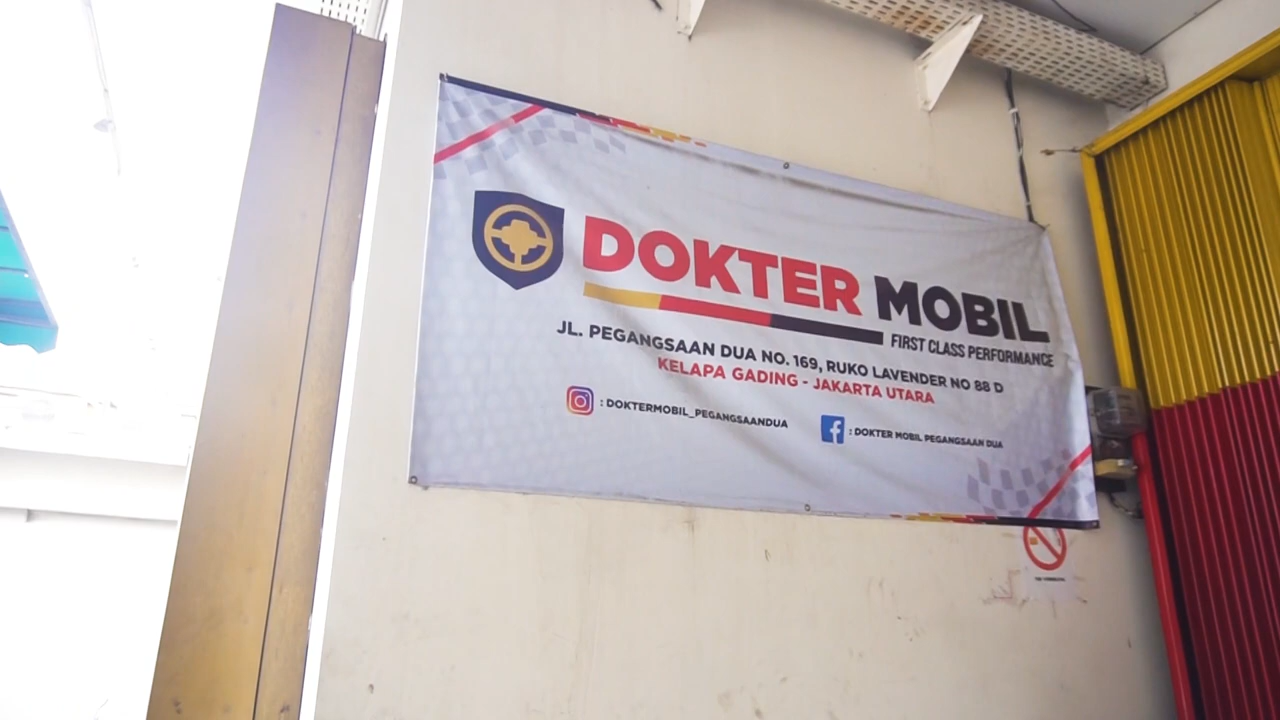 DOKTER MOBIL
FIRST CLASS PERFORMANCE
JL. PEGANGSAAN DUA NO. 169, RUKO LAVENDER NO 88 D
KELAPA GADING - JAKARTA UTARA
: DOKTERMOBIL_PEGANGSAANDUA
: DOKTER MOBIL PEGANGSAAN DUA